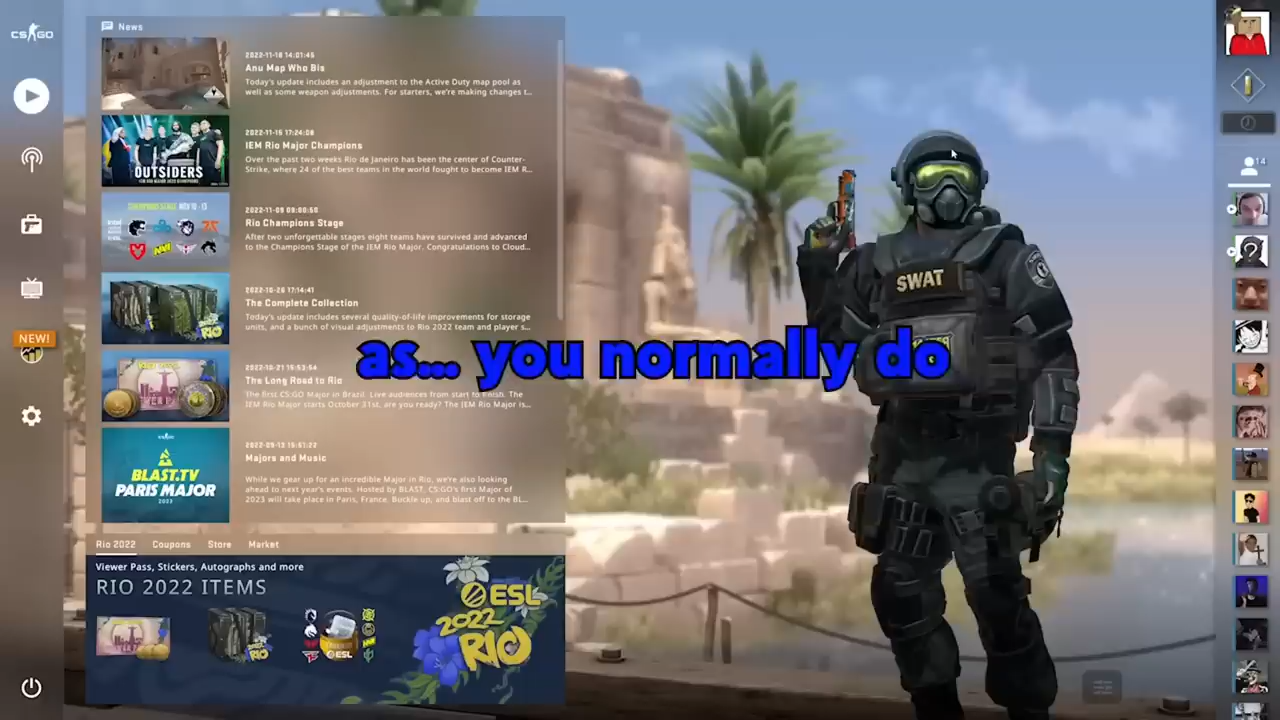 CS GO
News
2022-11-18 14:01:45
Anu Map Who Bis
Today's update includes an adjustment to the Active Duty map pool as
well as some weapon adjustments. For starters, we're making changes t...
2022-11-15 17:24:08
IEM Rio Major Champions
Over the past two weeks Rio de Janeiro has been the center of Counter-
Strike, where 24 of the best teams in the world fought to become IEM R...
OUTSIDERS
2022-11-09 09:00:50
Rio Champions Stage
After two unforgettable stages eight teams have survived and advanced
to the Champions Stage of the IEM Rio Major. Congratulations to Cloud...
CHAMPIONS STAGE NOV 10 - 13
2022-10-26 17:14:41
The Complete Collection
Today's update includes several quality-of-life improvements for storage
units, and a bunch of visual adjustments to Rio 2022 team and player s...
RIO
NEW!
2022-10-21 15:52:54
The Long Road to Rio
The first CS:GO Major in Brazil. Live audiences from start to finish. The
IEM Rio Major starts October 31st, are you ready? The IEM Rio Major is...
2022-09-13 15:51:22
Majors and Music
While we gear up for an incredible Major in Rio, we're also looking
ahead to next year's events. Hosted by BLAST, CS:GO's first Major of
2023 will take place in Paris, France. Buckle up, and blast off to the BL...
BLAST.TV
PARIS MAJOR
2023
SWAT
as... you normally do
14
Rio 2022 Coupons Store Market
Viewer Pass, Stickers, Autographs and more
RIO 2022 ITEMS
ESL
2022
RIO